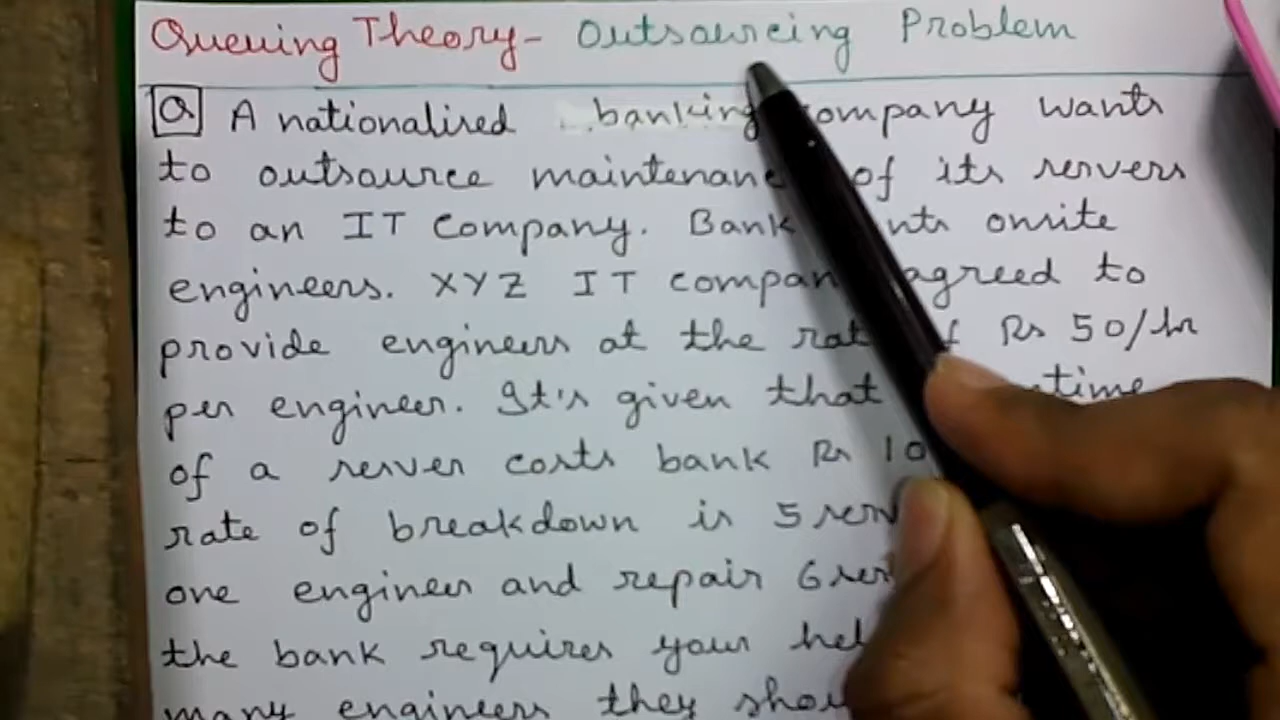 Queuing Theory- Outsourcing Problem
Q A nationalised banking company wants
to outsource maintenance of its servers
to an IT Company. Bank onsite
engineers. XYZ IT company agreed to
provide engineers at the rate of Rs 50/hr
per engineer. It's given that time
of a server costs bank Rs 10
rate of breakdown is 5
one engineer and repair 6
the bank requires your
many engineers they